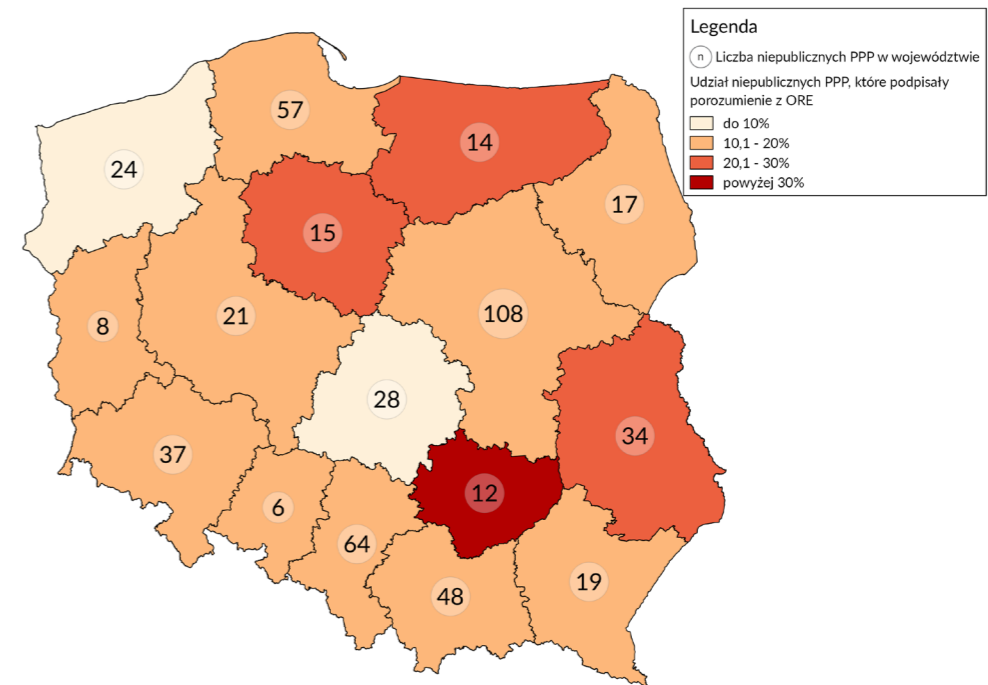 Legenda
n Liczba niepublicznych PPP w województwie
Udział niepublicznych PPP, które podpisały
porozumienie z ORE
do 10%
10,1 - 20%
20,1 - 30%
powyżej 30%
57
14
24
17
15
8
21
108
28
34
37
12
6
64
19
48